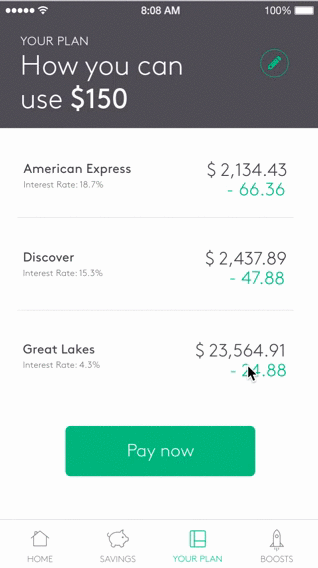 8:08 AM 100%
YOUR PLAN
How you can
use $150
American Express $ 2,134.43
Interest Rate: 18.7% - 66.36
Discover $ 2,437.89
Interest Rate: 15.3% - 47.88
Great Lakes $ 23,564.91
Interest Rate: 4.3% - 24.88
Pay now
HOME SAVINGS YOUR PLAN BOOSTS